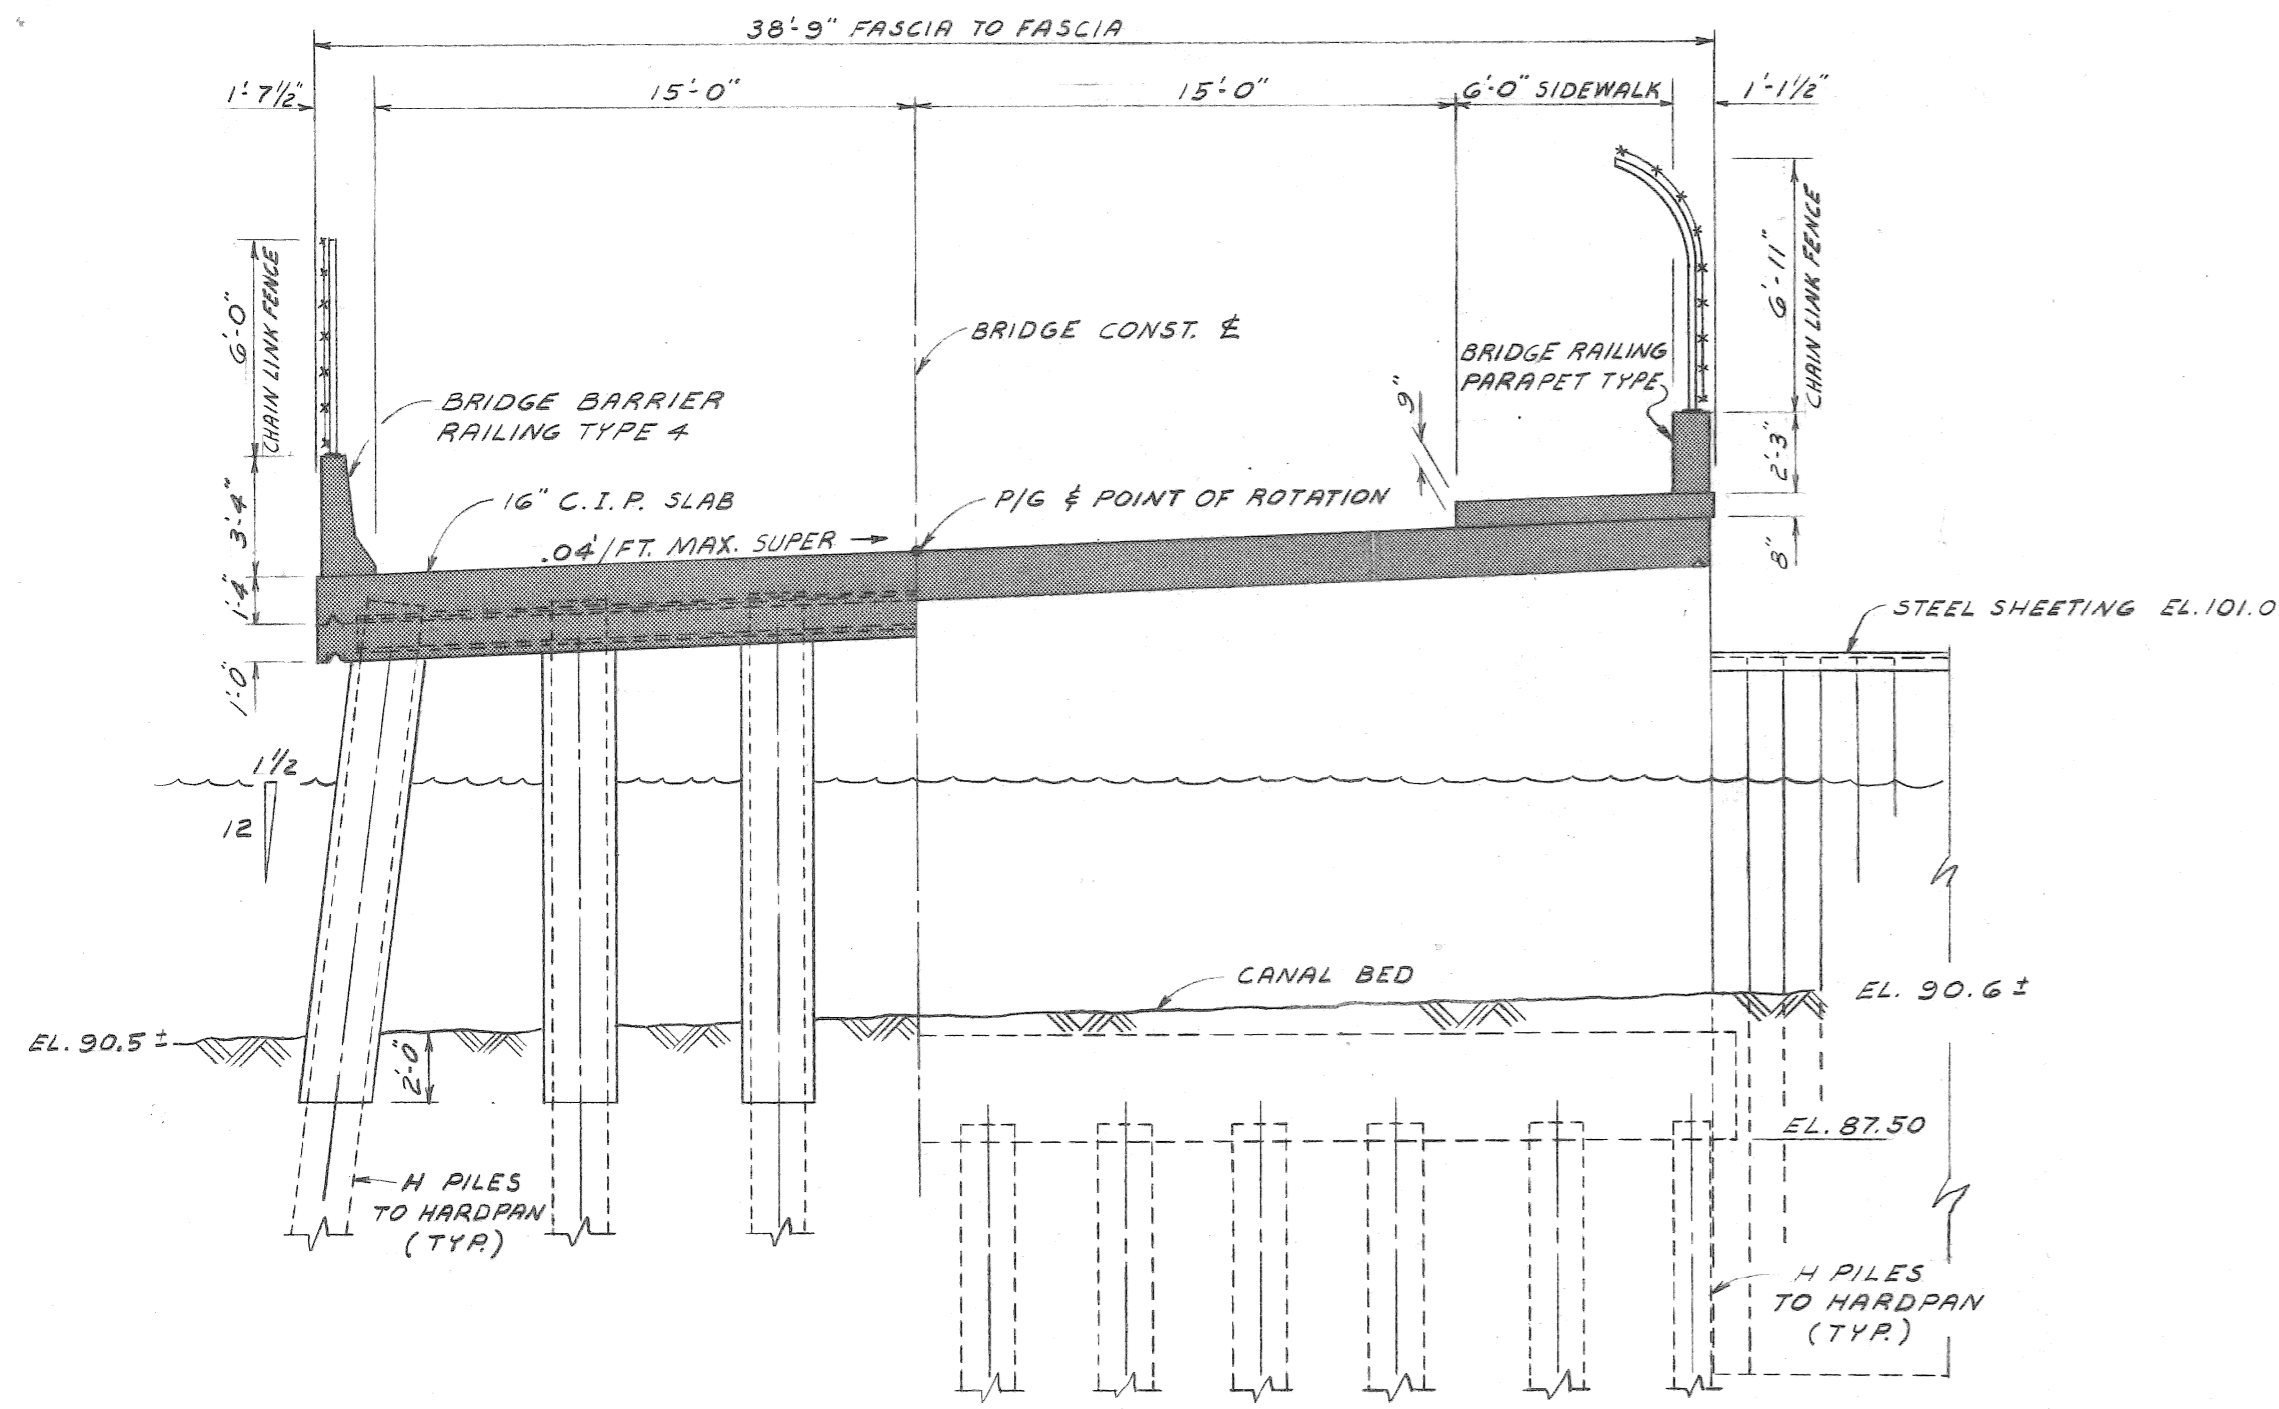 38'-9" FASCIA TO FASCIA
1'-7 1/2"
15'-0"
15'-0"
6'-0" SIDEWALK
1'-1 1/2"
6'-0"
CHAIN LINK FENCE
3'-4"
1'-4"
1'-0"
BRIDGE BARRIER
RAILING TYPE 4
16" C.I.P. SLAB
.04'/FT. MAX. SUPER
BRIDGE CONST. ℄
P/G & POINT OF ROTATION
9"
BRIDGE RAILING
PARAPET TYPE
6'-11"
CHAIN LINK FENCE
2'-3"
8"
STEEL SHEETING EL. 101.0
1 1/2
12
CANAL BED
EL. 90.6 ±
EL. 90.5 ±
2'-0"
EL. 87.50
H PILES
TO HARDPAN
(TYP.)
H PILES
TO HARDPAN
(TYP.)